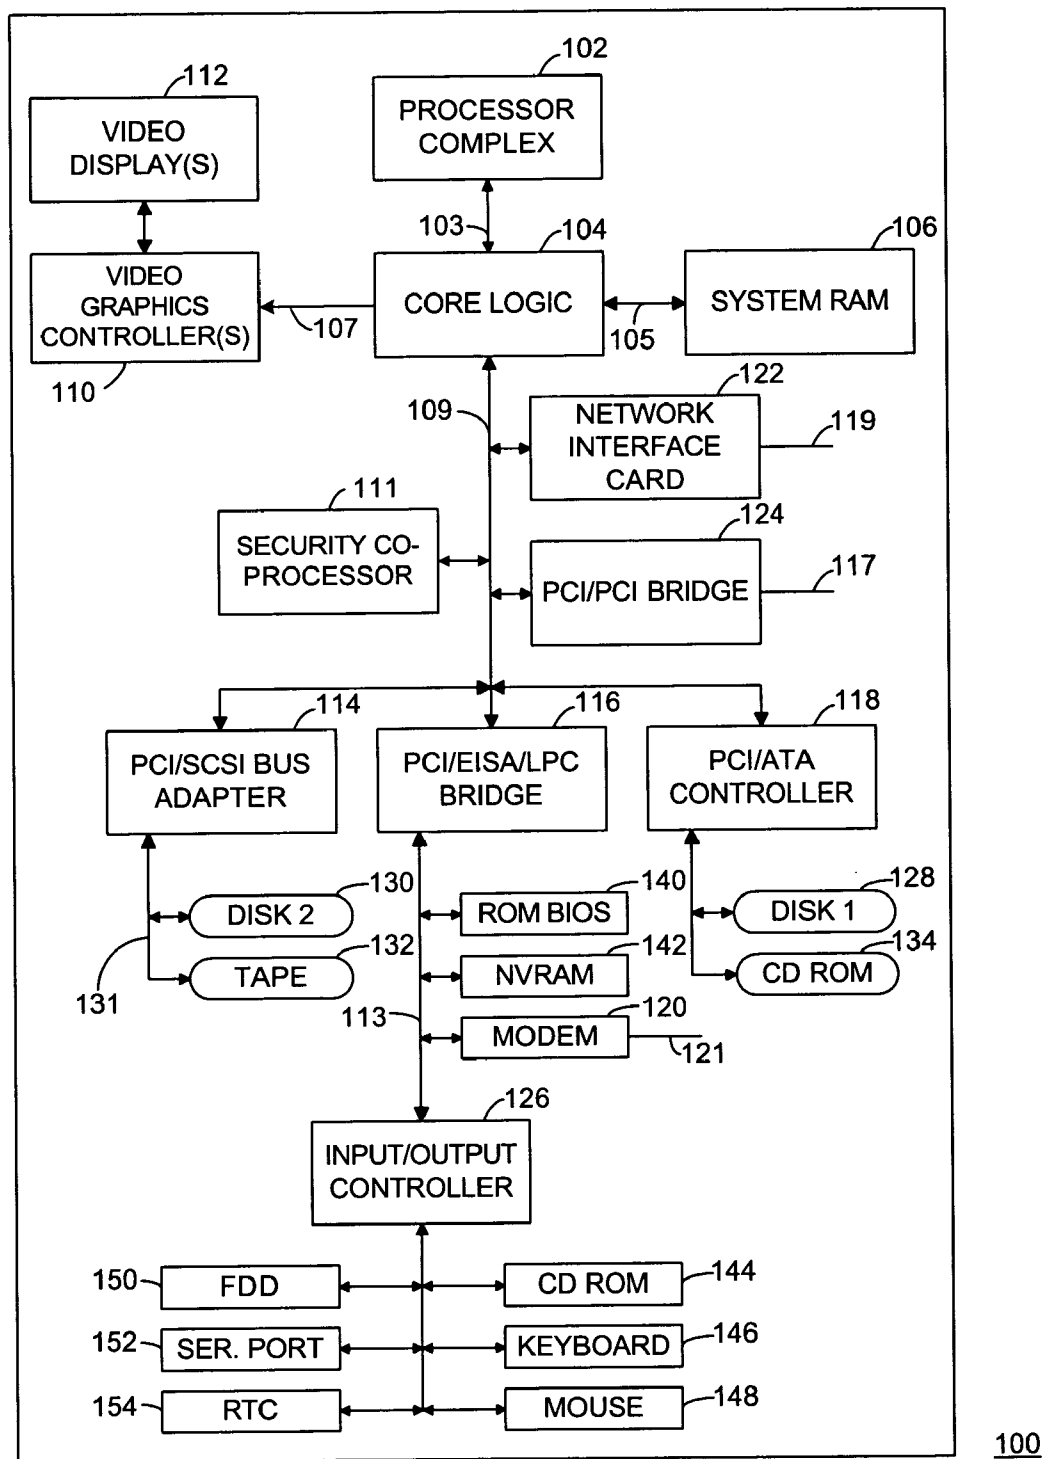 102
112
PROCESSOR
COMPLEX
VIDEO
DISPLAY(S)
103
104
106
VIDEO
GRAPHICS
CONTROLLER(S)
CORE LOGIC
SYSTEM RAM
107
105
110
122
109
NETWORK
INTERFACE
CARD
119
111
124
SECURITY CO-
PROCESSOR
PCI/PCI BRIDGE
117
114
116
118
PCI/SCSI BUS
ADAPTER
PCI/EISA/LPC
BRIDGE
PCI/ATA
CONTROLLER
130
140
128
DISK 2
ROM BIOS
DISK 1
132
142
134
TAPE
NVRAM
CD ROM
131
113
120
MODEM
121
126
INPUT/OUTPUT
CONTROLLER
150
FDD
CD ROM
144
152
SER. PORT
KEYBOARD
146
154
RTC
MOUSE
148
100